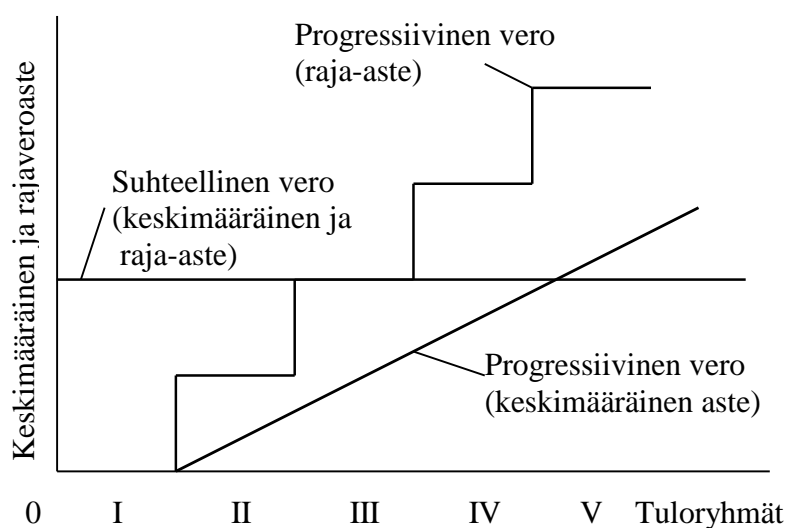 Progressiivinen vero
(raja-aste)
Suhteellinen vero
(keskimääräinen ja
raja-aste)
Keskimääräinen ja rajaveroaste
Progressiivinen vero
(keskimääräinen aste)
0 I II III IV V Tuloryhmät